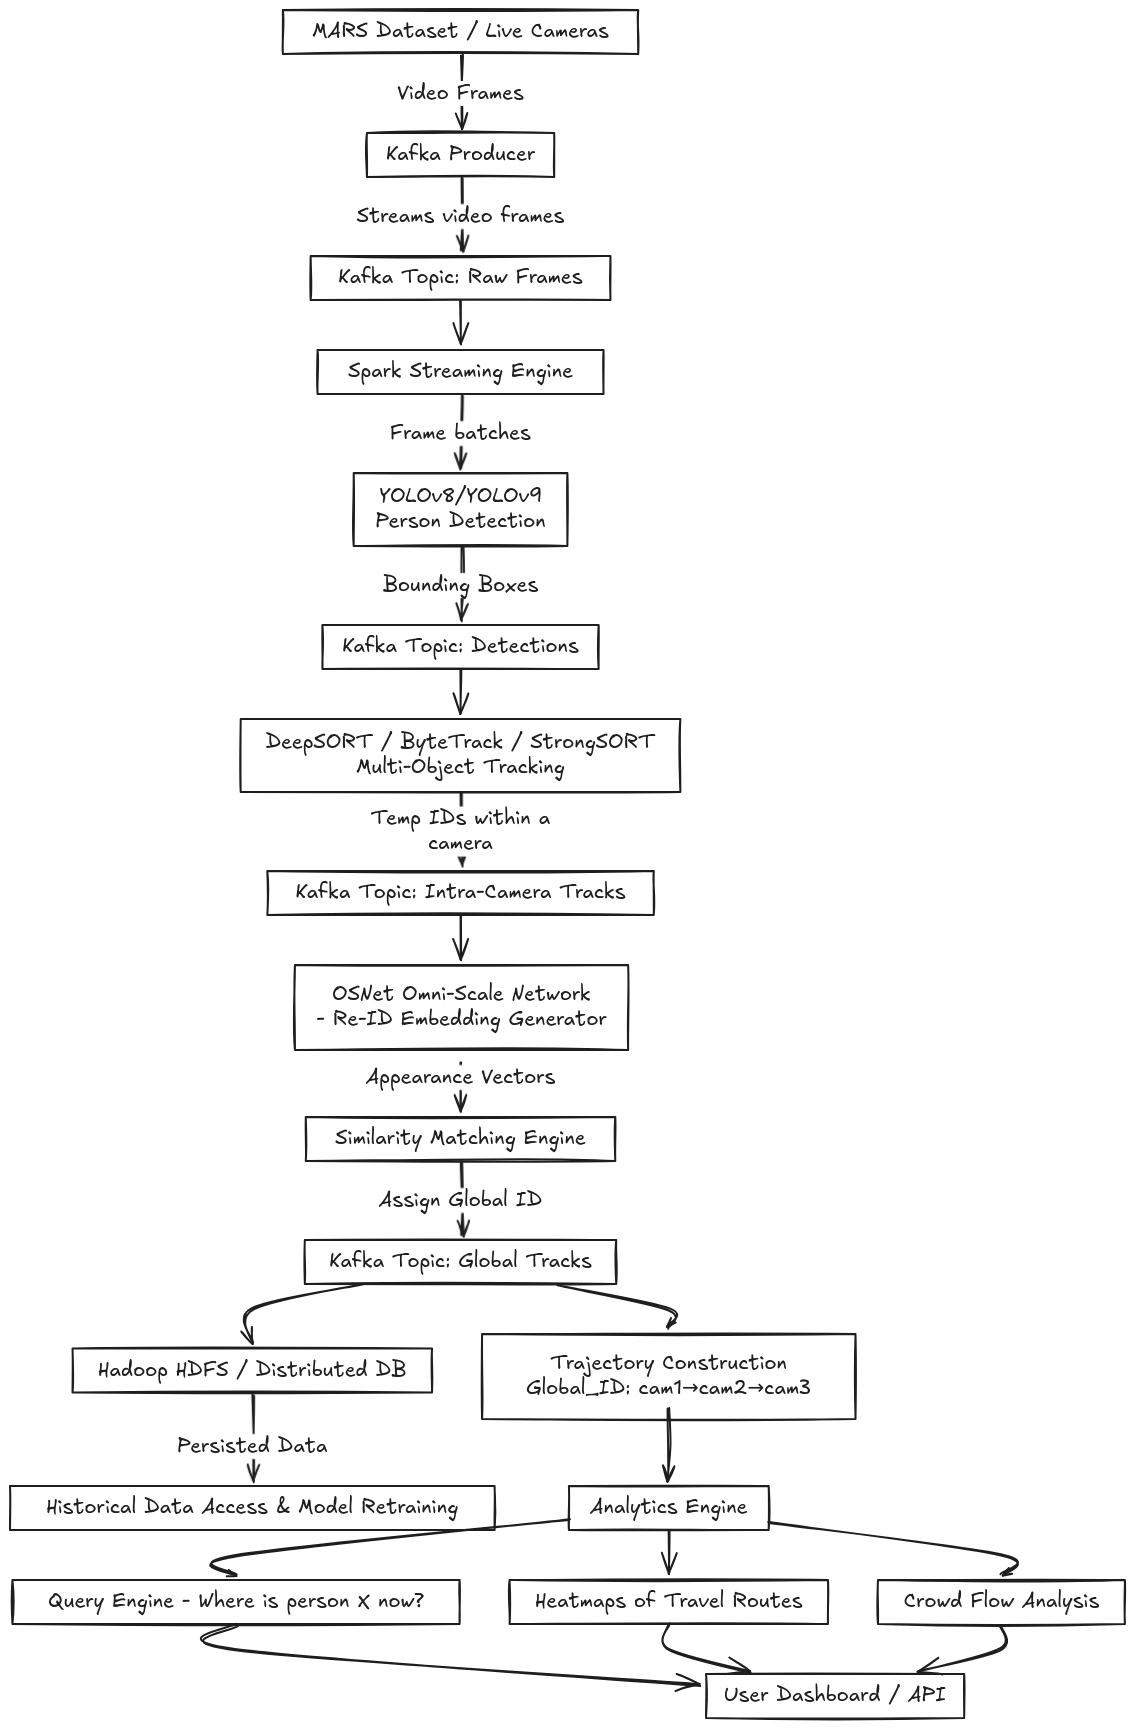 MARS Dataset / Live Cameras
Video Frames
Kafka Producer
Streams video frames
Kafka Topic: Raw Frames
Spark Streaming Engine
Frame batches
YOLOv8/YOLOv9
Person Detection
Bounding Boxes
Kafka Topic: Detections
DeepSORT / ByteTrack / StrongSORT
Multi-Object Tracking
Temp IDs within a
camera
Kafka Topic: Intra-Camera Tracks
OSNet Omni-Scale Network
- Re-ID Embedding Generator
Appearance Vectors
Similarity Matching Engine
Assign Global ID
Kafka Topic: Global Tracks
Hadoop HDFS / Distributed DB
Trajectory Construction
Global_ID: cam1→cam2→cam3
Persisted Data
Historical Data Access & Model Retraining
Analytics Engine
Query Engine - Where is person X now?
Heatmaps of Travel Routes
Crowd Flow Analysis
User Dashboard / API